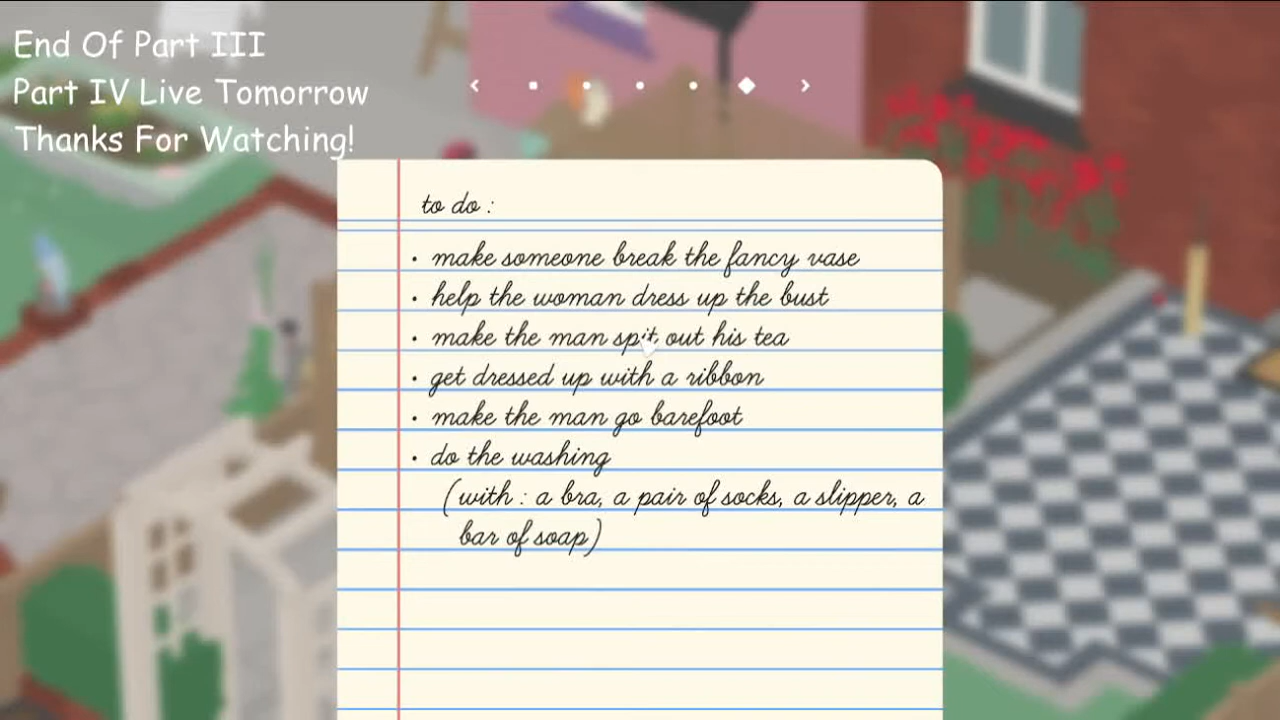 End Of Part III
Part IV Live Tomorrow
Thanks For Watching!
to do :
• make someone break the fancy vase
• help the woman dress up the bust
• make the man spit out his tea
• get dressed up with a ribbon
• make the man go barefoot
• do the washing
(with : a bra, a pair of socks, a slipper, a
bar of soap)